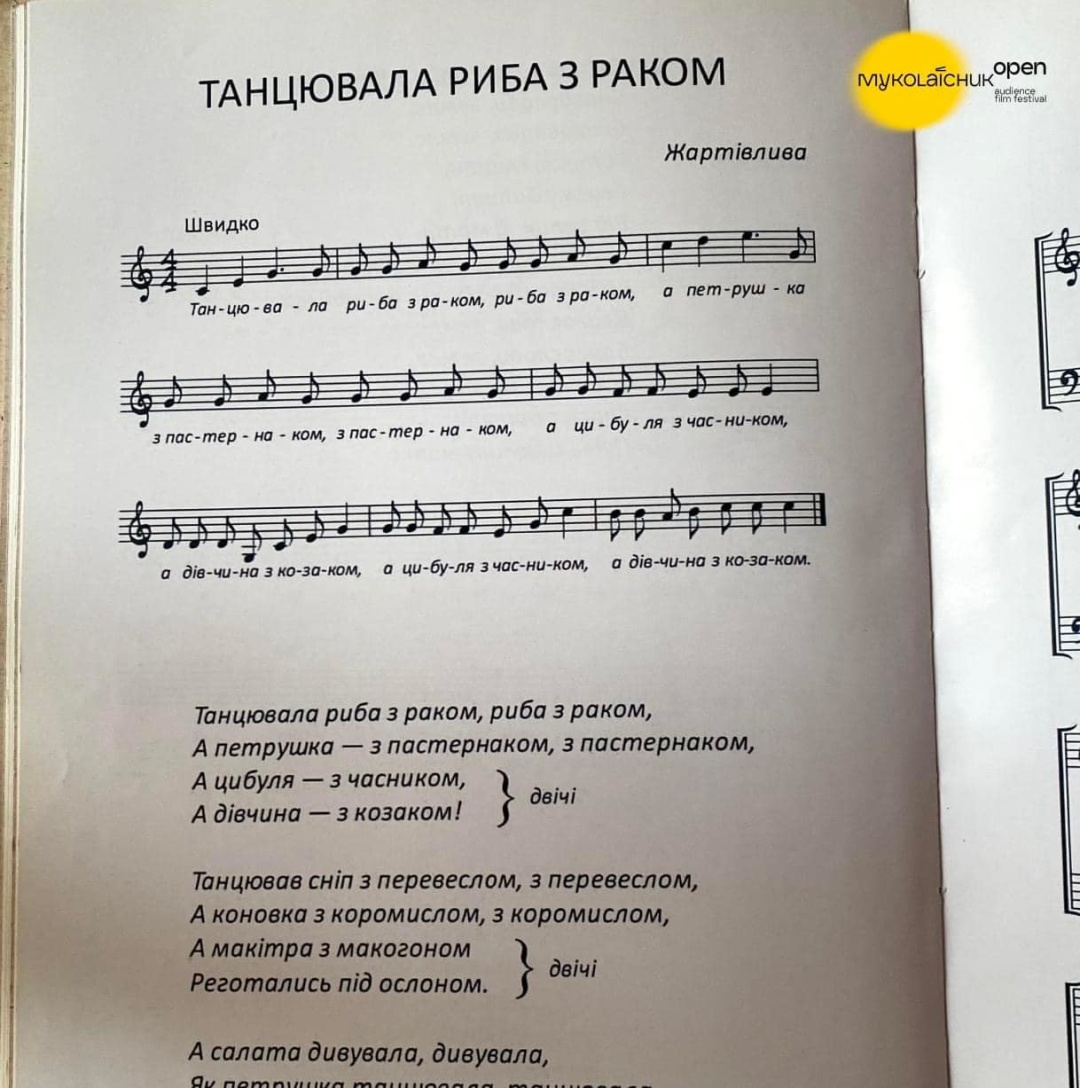 ТАНЦЮВАЛА РИБА З РАКОМ
MYKOLAЇCHUK open
audience
film festival
Жартівлива
Швидко
Тан-цю-ва - ла ри-ба з ра-ком, ри-ба з ра-ком, а пет-руш - ка
з пас-тер - на - ком, з пас-тер - на - ком, а ци-бу-ля з час-ни-ком,
а дів-чи-на з ко-за-ком, а ци-бу-ля з час-ни-ком, а дів-чи-на з ко-за-ком.
Танцювала риба з раком, риба з раком,
А петрушка — з пастернаком, з пастернаком,
А цибуля — з часником,
А дівчина — з козаком!
двічі
Танцював сніп з перевеслом, з перевеслом,
А коновка з коромислом, з коромислом,
А макітра з макогоном
Реготались під ослоном.
двічі
А салата дивувала, дивувала,
Як петрушка танцювала, танцювала